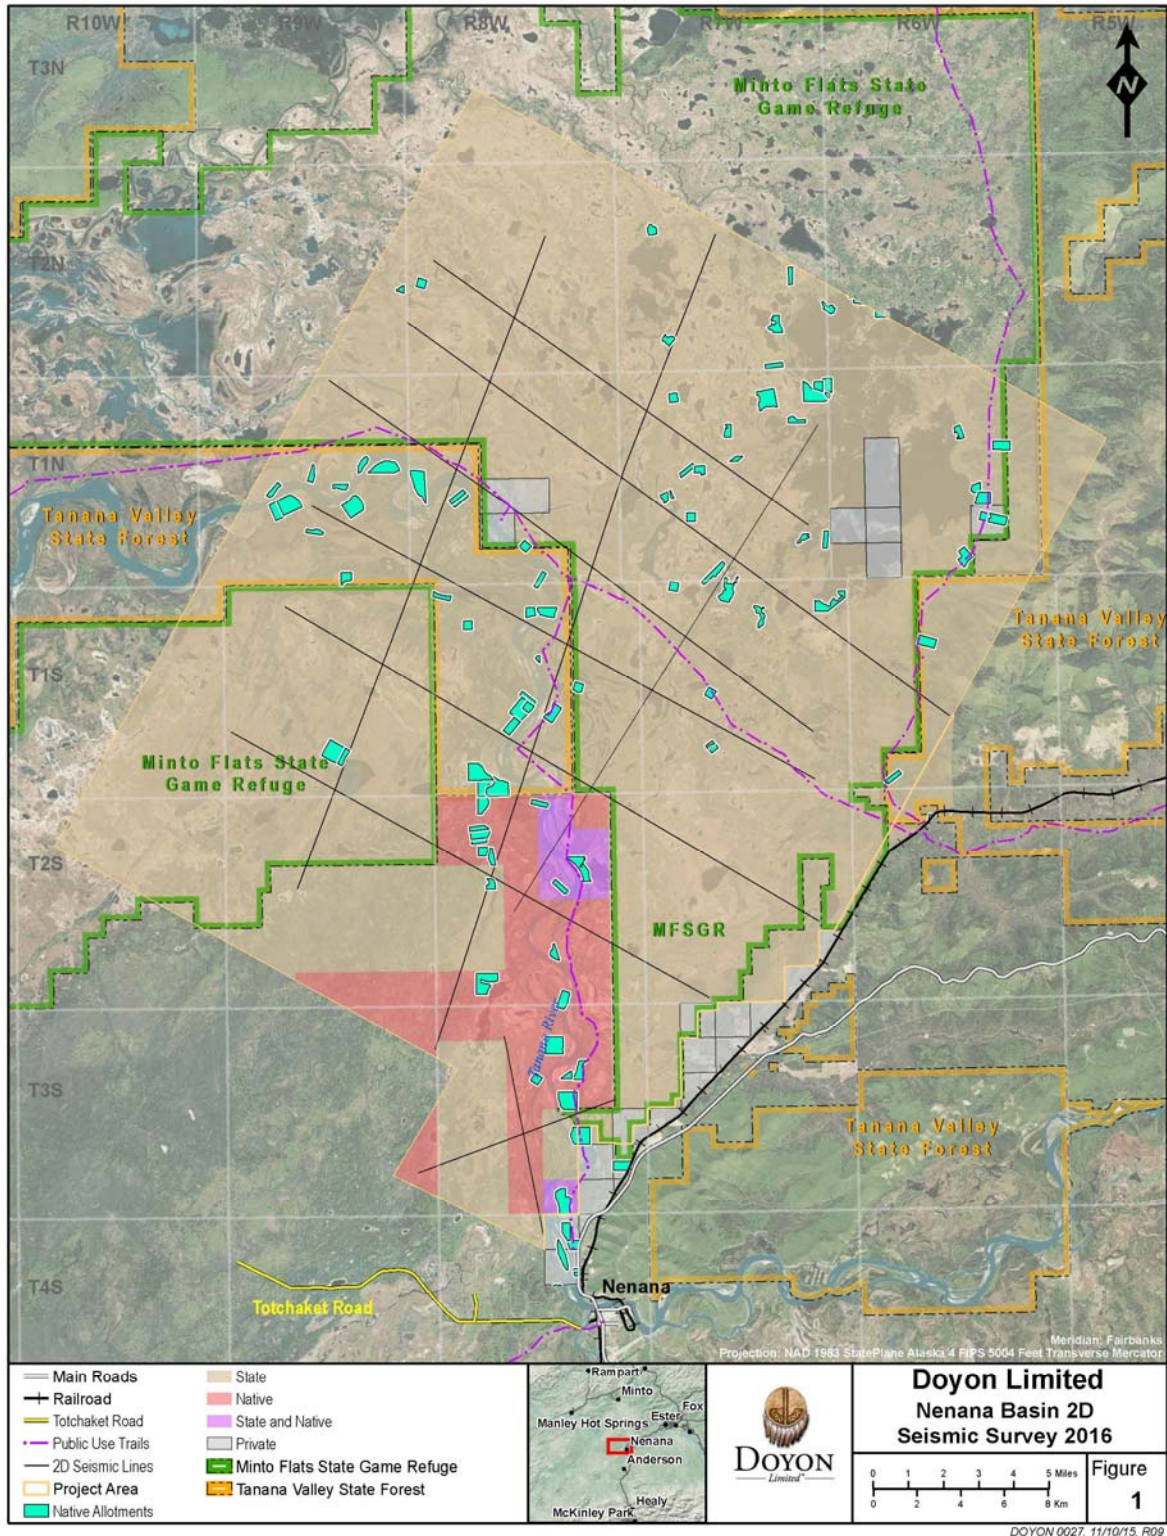 R10W
R9W
R8W
R7W
R6W
R5W
T3N
Minto Flats State
Game Refuge
N
T2N
T1N
Tanana Valley
State Forest
Tanana Valley
State Forest
T1S
Minto Flats State
Game Refuge
T2S
MFSGR
Tanana River
T3S
Tanana Valley
State Forest
T4S
Nenana
Totchaket Road
Meridian: Fairbanks
Projection: NAD 1983 StatePlane Alaska 4 FIPS 5004 Feet Transverse Mercator
Main Roads
Railroad
Totchaket Road
Public Use Trails
2D Seismic Lines
Project Area
Native Allotments
State
Native
State and Native
Private
Minto Flats State Game Refuge
Tanana Valley State Forest
Rampart
Minto
Fox
Manley Hot Springs
Ester
Nenana
Anderson
Healy
McKinley Park
DOYON
Limited
Doyon Limited
Nenana Basin 2D
Seismic Survey 2016
0 1 2 3 4 5 Miles
0 2 4 6 8 Km
Figure
1
DOYON 0027, 11/10/15, R00